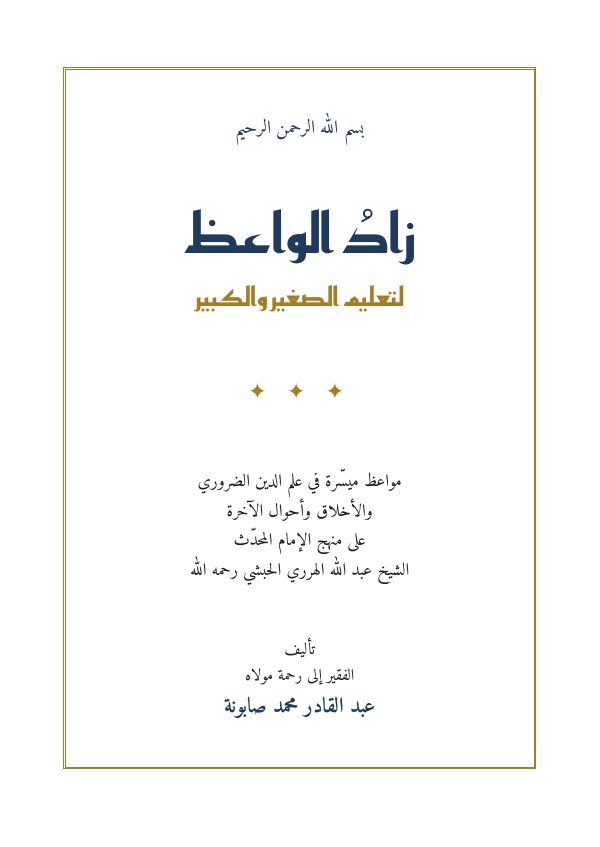 بسم الله الرحمن الرحيم
زادُ الواعظ
لتعليم الصغير والكبير
مواعظ ميسّرة في علم الدين الضروري
والأخلاق وأحوال الآخرة
على منهج الإمام المحدّث
الشيخ عبد الله الهرري الحبشي رحمه الله
تأليف
الفقير إلى رحمة مولاه
عبد القادر محمد صابونة